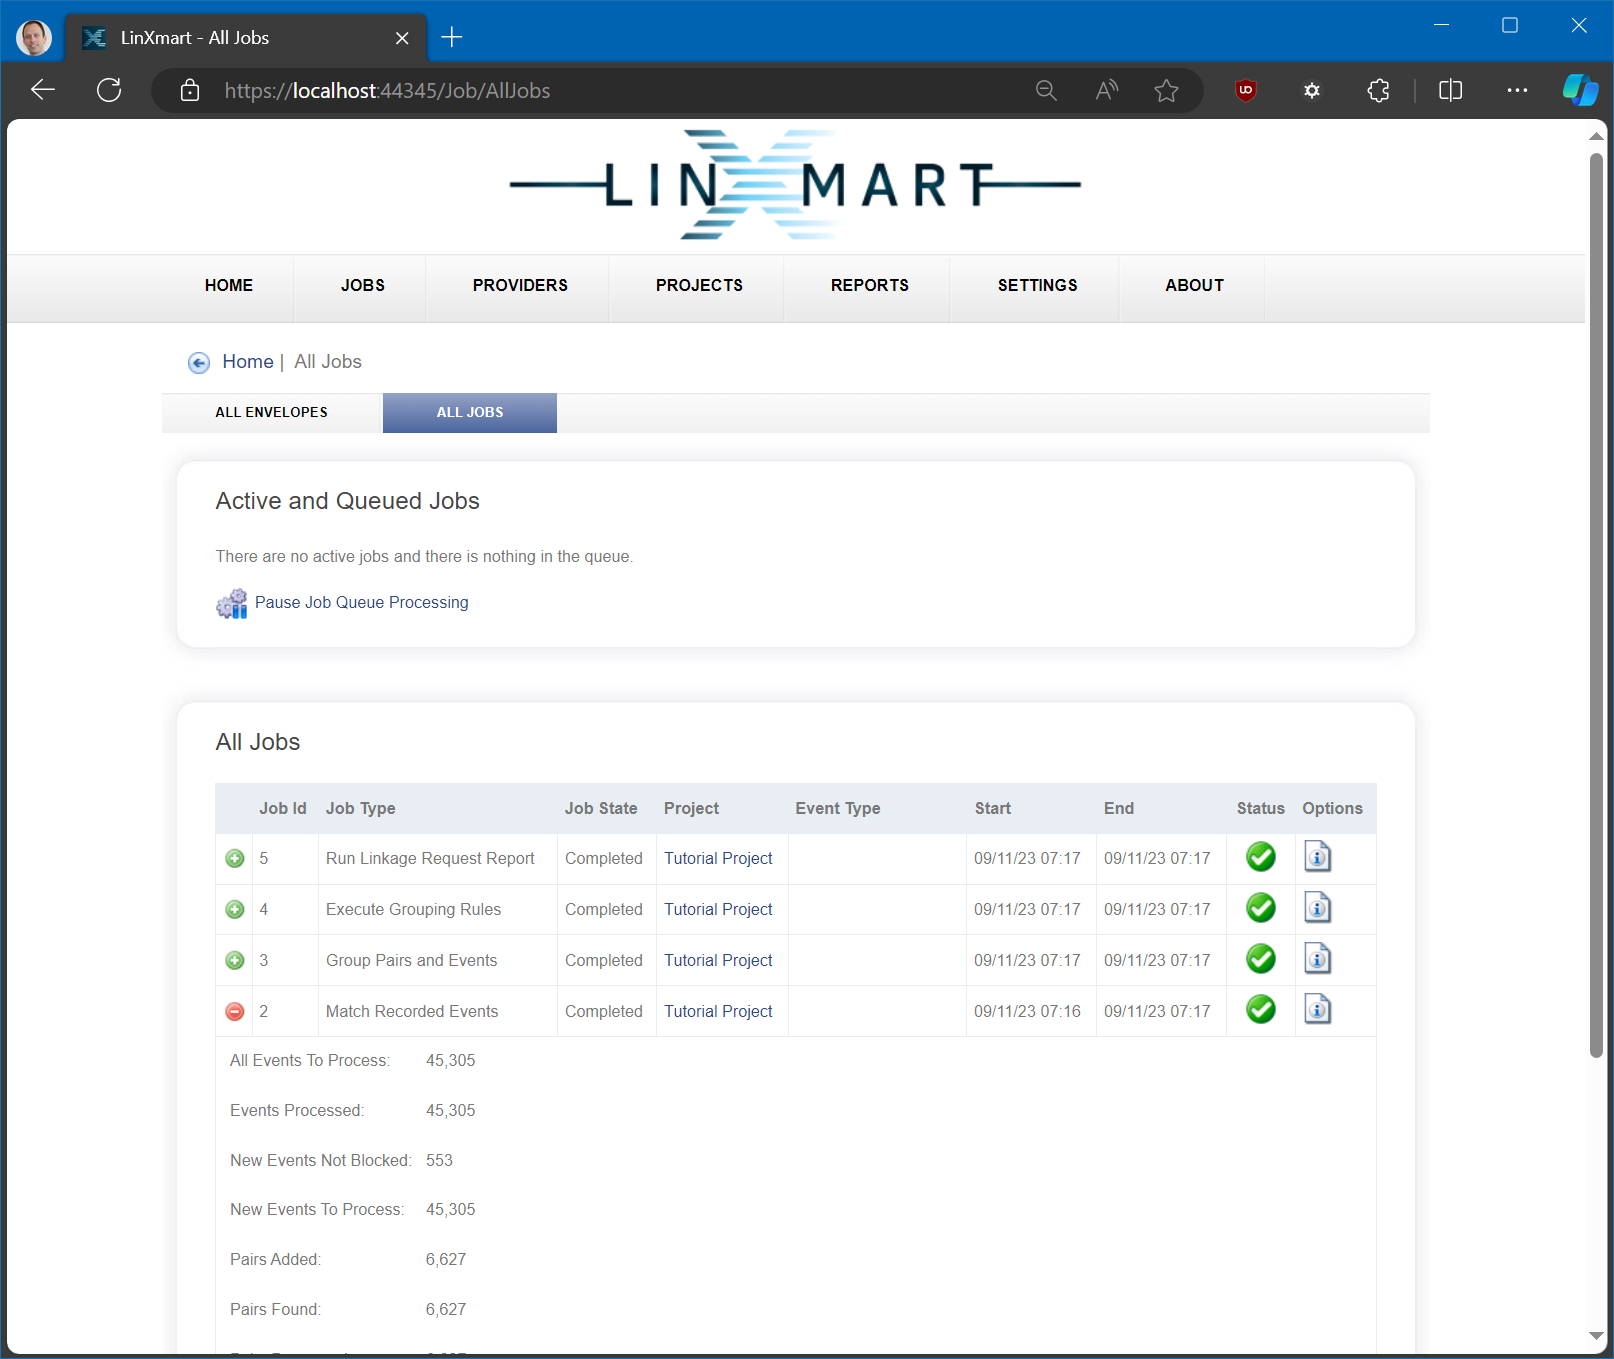 LinXmart - All Jobs
https://localhost:44345/Job/AllJobs
LINXMART
HOME JOBS PROVIDERS PROJECTS REPORTS SETTINGS ABOUT
Home | All Jobs
ALL ENVELOPES ALL JOBS
Active and Queued Jobs
There are no active jobs and there is nothing in the queue.
Pause Job Queue Processing
All Jobs
Job Id Job Type Job State Project Event Type Start End Status Options
5 Run Linkage Request Report Completed Tutorial Project 09/11/23 07:17 09/11/23 07:17
4 Execute Grouping Rules Completed Tutorial Project 09/11/23 07:17 09/11/23 07:17
3 Group Pairs and Events Completed Tutorial Project 09/11/23 07:17 09/11/23 07:17
2 Match Recorded Events Completed Tutorial Project 09/11/23 07:16 09/11/23 07:17
All Events To Process: 45,305
Events Processed: 45,305
New Events Not Blocked: 553
New Events To Process: 45,305
Pairs Added: 6,627
Pairs Found: 6,627